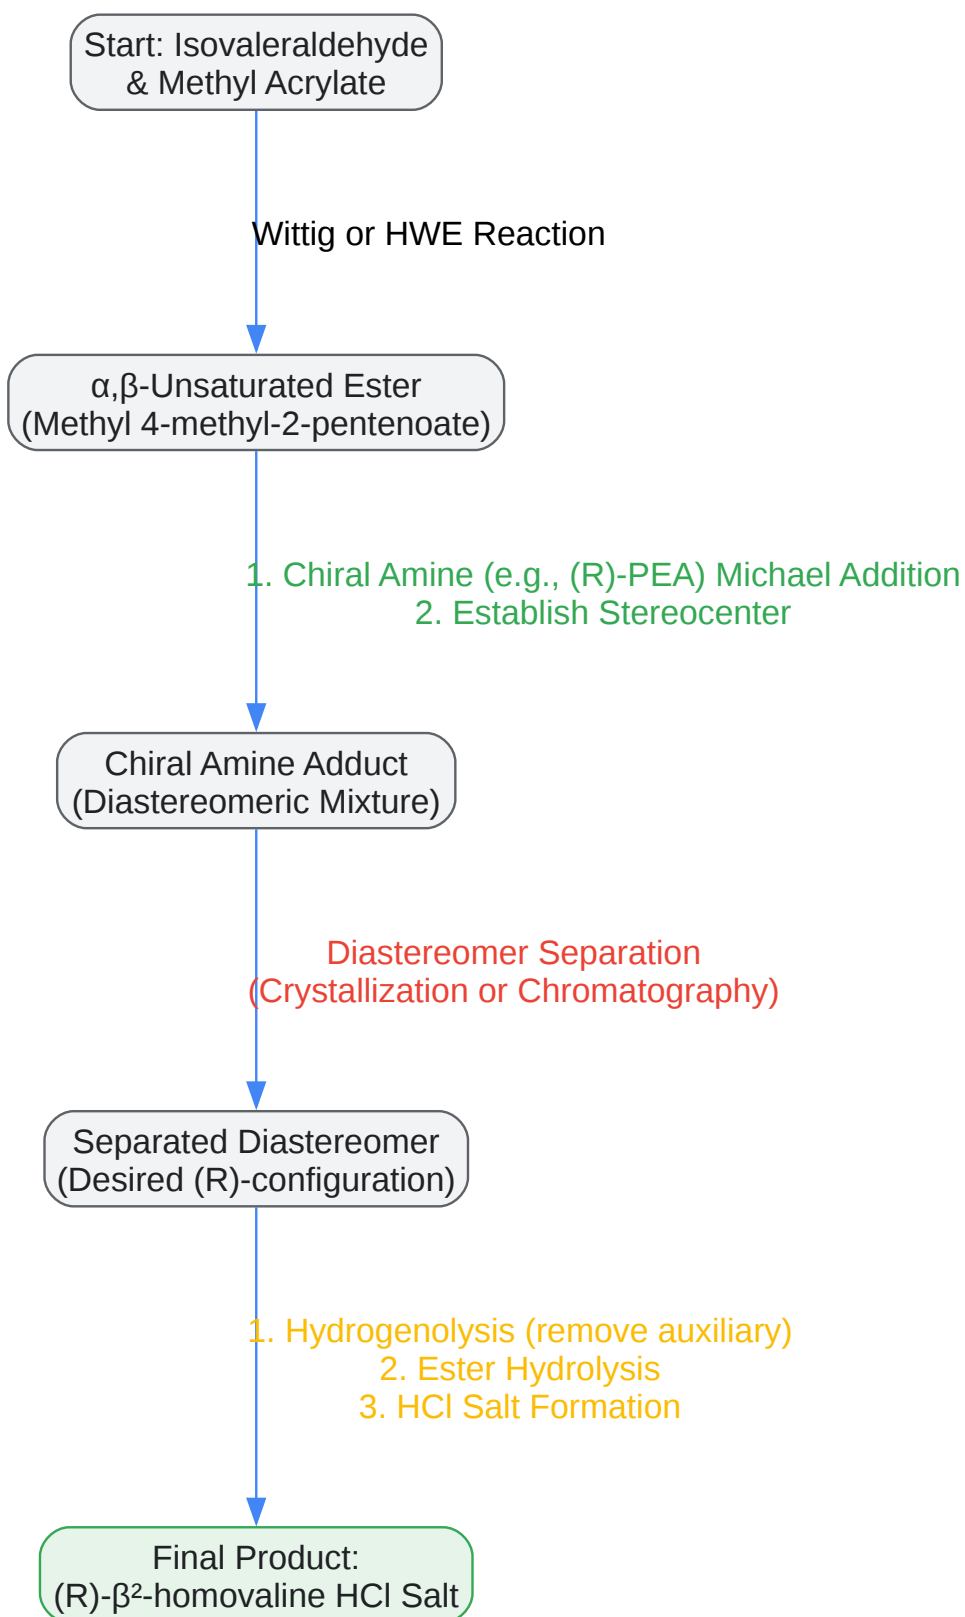 Start: Isovaleraldehyde
& Methyl Acrylate
Wittig or HWE Reaction
α,β-Unsaturated Ester
(Methyl 4-methyl-2-pentenoate)
1. Chiral Amine (e.g., (R)-PEA) Michael Addition
2. Establish Stereocenter
Chiral Amine Adduct
(Diastereomeric Mixture)
Diastereomer Separation
(Crystallization or Chromatography)
Separated Diastereomer
(Desired (R)-configuration)
1. Hydrogenolysis (remove auxiliary)
2. Ester Hydrolysis
3. HCl Salt Formation
Final Product:
(R)-β²-homovaline HCl Salt